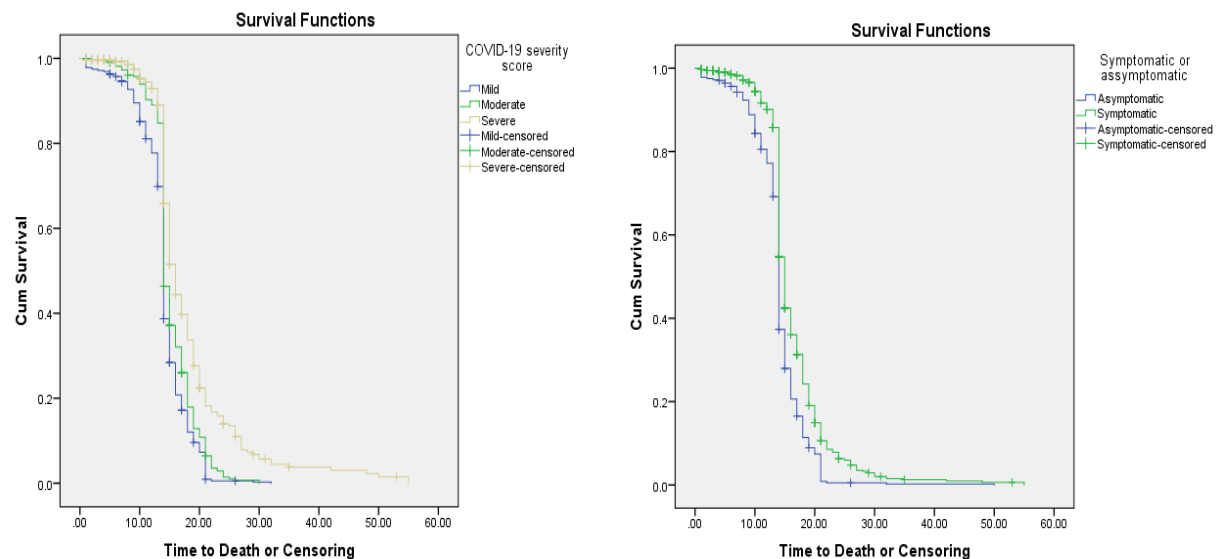 Survival Functions
COVID-19 severity
score
Mild
Moderate
Severe
Mild-censored
Moderate-censored
Severe-censored
Cum Survival
1.0
0.8
0.6
0.4
0.2
0.0
.00 10.00 20.00 30.00 40.00 50.00 60.00
Time to Death or Censoring
Survival Functions
Symptomatic or
assymptomatic
Asymptomatic
Symptomatic
Asymptomatic-censored
Symptomatic-censored
Cum Survival
1.0
0.8
0.6
0.4
0.2
0.0
.00 10.00 20.00 30.00 40.00 50.00 60.00
Time to Death or Censoring